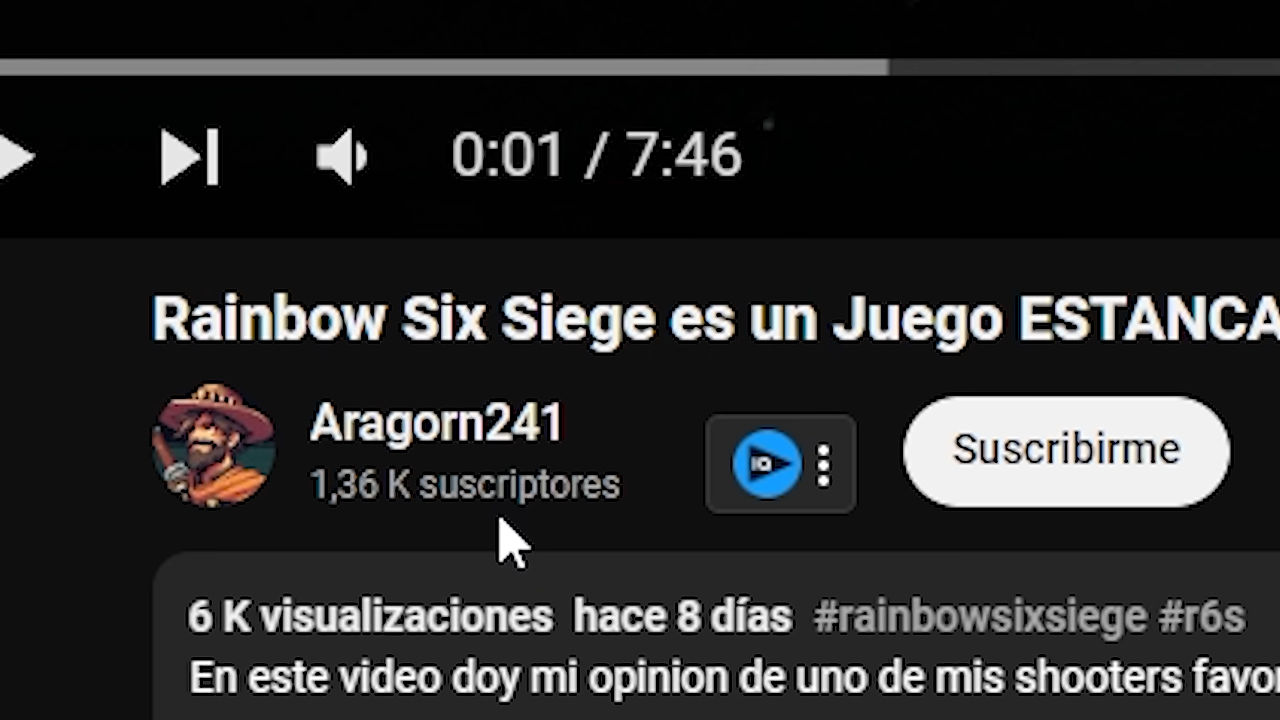 0:01 / 7:46
Rainbow Six Siege es un Juego ESTANCA
Aragorn241
1,36 K suscriptores
IQ
Suscribirme
6 K visualizaciones hace 8 días #rainbowsixsiege #r6s
En este video doy mi opinion de uno de mis shooters favor